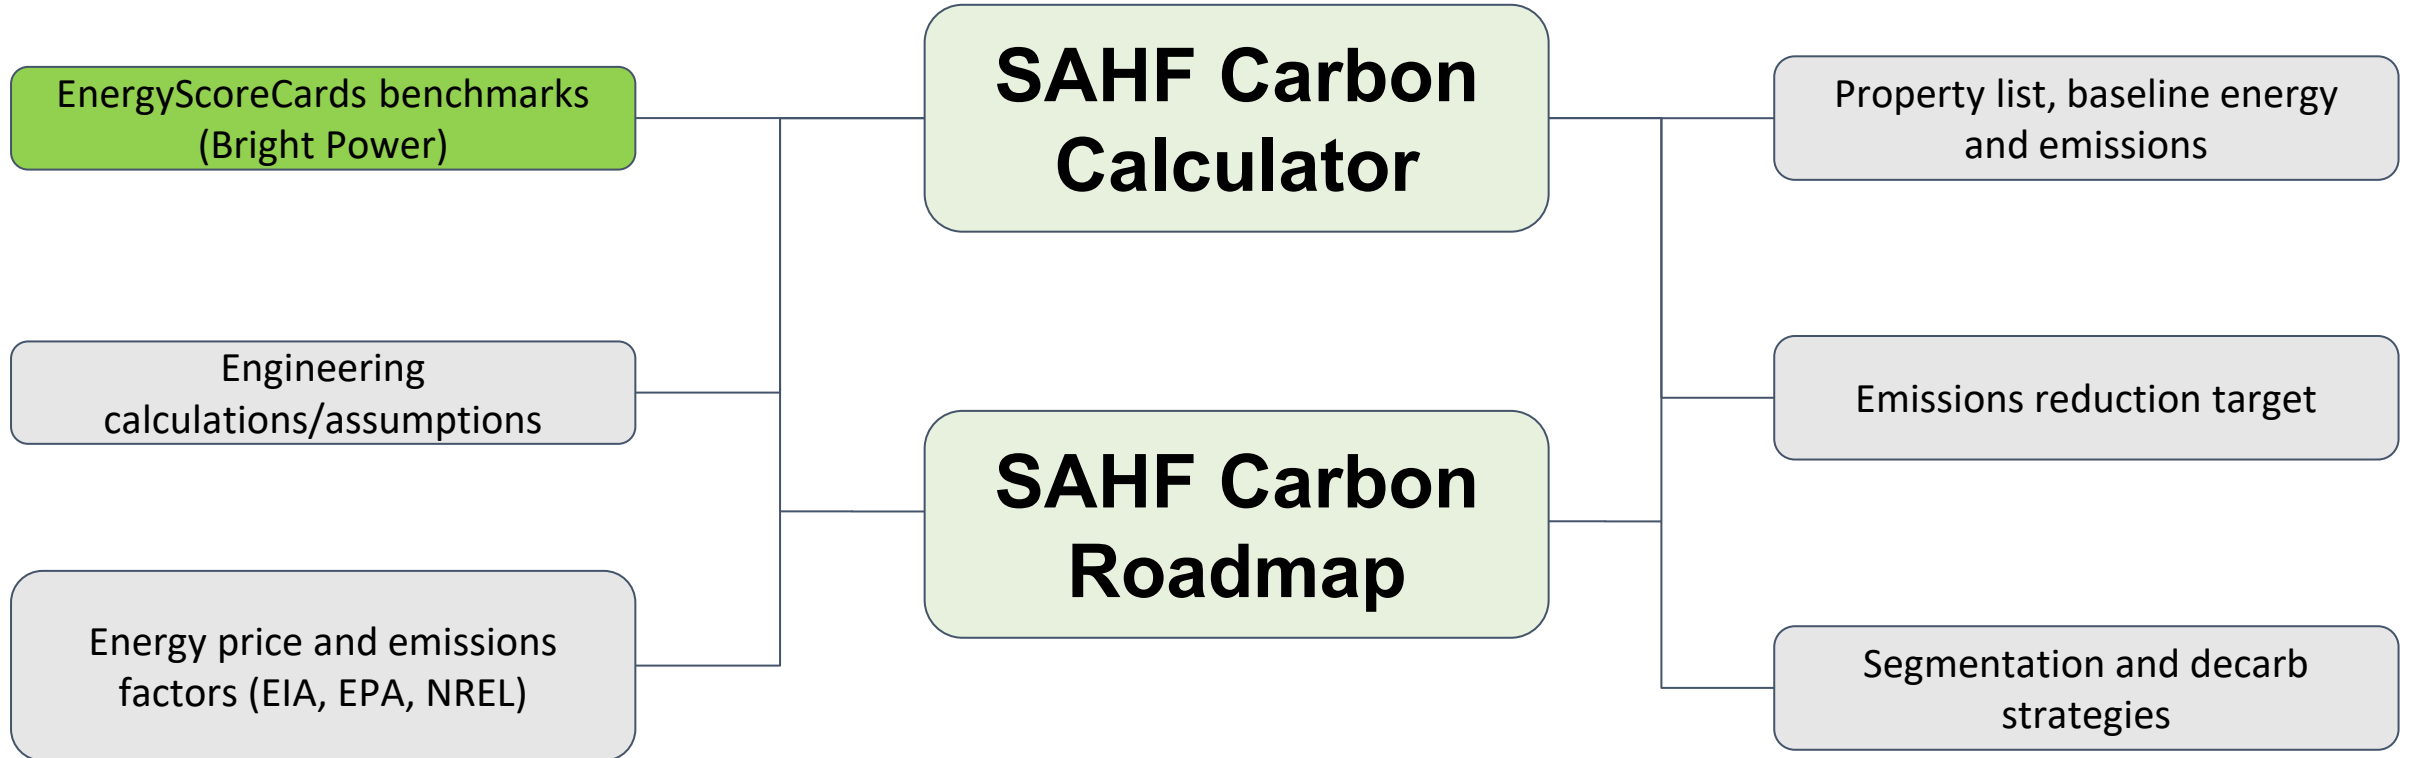 EnergyScoreCards benchmarks
(Bright Power)
Engineering
calculations/assumptions
Energy price and emissions
factors (EIA, EPA, NREL)
SAHF Carbon
Calculator
SAHF Carbon
Roadmap
Property list, baseline energy
and emissions
Emissions reduction target
Segmentation and decarb
strategies